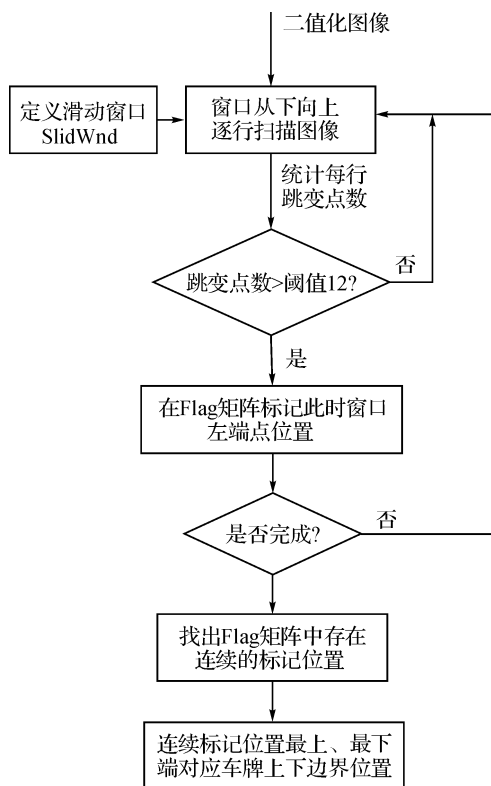 二值化图像
定义滑动窗口
SlidWnd
窗口从下向上
逐行扫描图像
统计每行
跳变点数
跳变点数>阈值12?
否
是
在Flag矩阵标记此时窗口
左端点位置
是否完成?
否
找出Flag矩阵中存在
连续的标记位置
连续标记位置最上、最下
端对应车牌上下边界位置